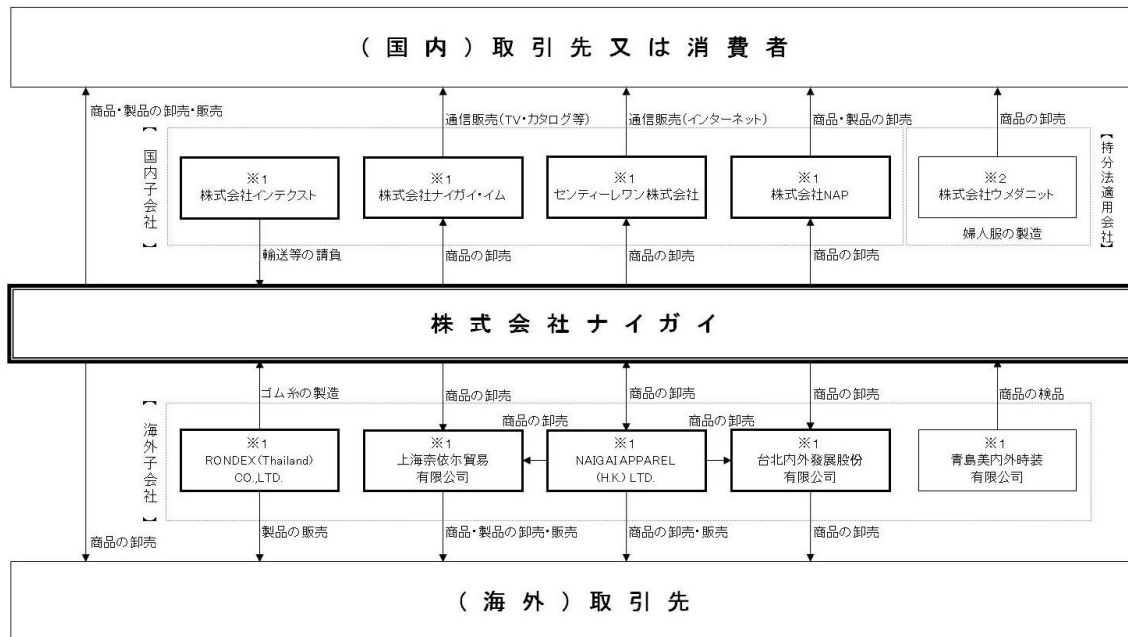 (国内)取引先又は消費者
商品・製品の卸売・販売
通信販売(TV・カタログ等)
通信販売(インターネット)
商品・製品の卸売
商品の卸売
【国内子会社】
※1
株式会社インテクスト
※1
株式会社ナイガイ・イム
※1
センティーレワン株式会社
※1
株式会社NAP
※2
株式会社ウメダニット
婦人服の製造
【持分法適用会社】
輸送等の請負
商品の卸売
商品の卸売
商品の卸売
株式会社ナイガイ
ゴム糸の製造
商品の卸売
商品の卸売
商品の卸売
商品の検品
【海外子会社】
商品の卸売
商品の卸売
※1
RONDEX(Thailand)
CO.,LTD.
※1
上海奈依尓貿易
有限公司
※1
NAIGAI APPAREL
(H.K.) LTD.
※1
台北内外發展股份
有限公司
青島美内外時装
有限公司
商品の卸売
製品の販売
商品・製品の卸売・販売
商品の卸売・販売
商品の卸売
(海外)取引先